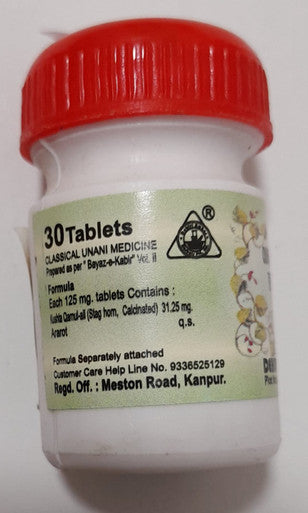 30 Tablets
CLASSICAL UNANI MEDICINE
Prepared as per "Bayaz-e-Kabir" Vol. II
Formula
Each 125 mg. tablets Contains :
Kushta Qarnul-ail (Stag horn, Calcinated) 31.25 mg.
Ararot q.s.
Formula Separately attached
Customer Care Help Line No. 9336525129
Regd. Off. : Meston Road, Kanpur.
®